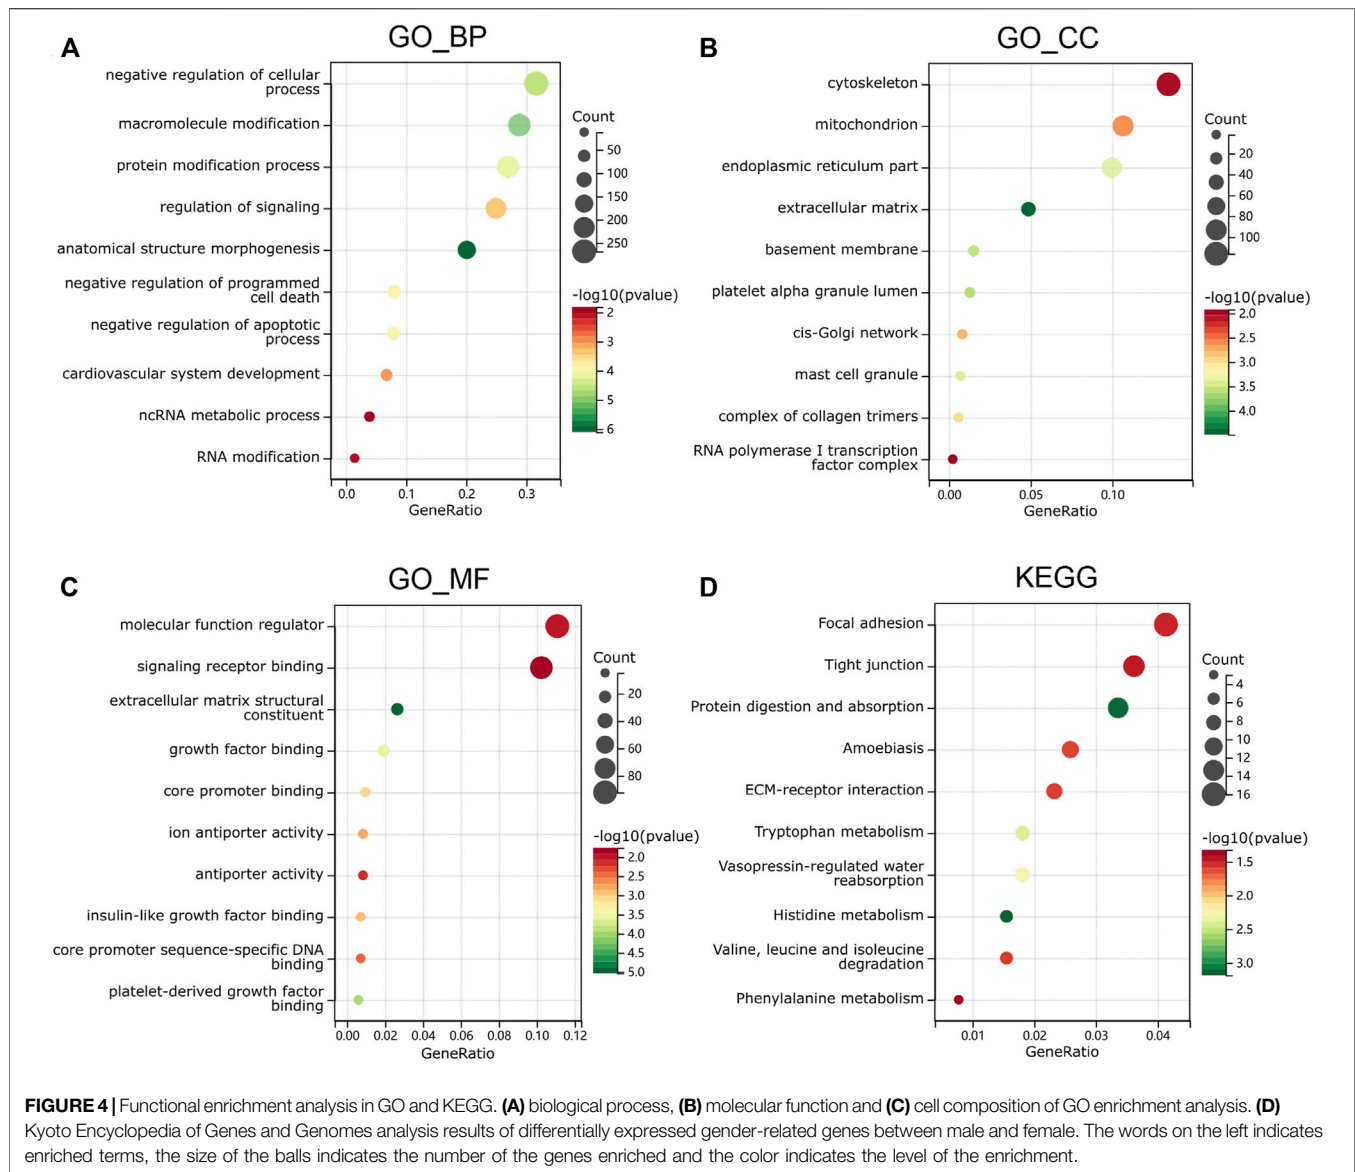 A
GO_BP
negative regulation of cellular
process
macromolecule modification
protein modification process
regulation of signaling
anatomical structure morphogenesis
negative regulation of programmed
cell death
negative regulation of apoptotic
process
cardiovascular system development
ncRNA metabolic process
RNA modification
0.0 0.1 0.2 0.3
GeneRatio
Count
50
100
150
200
250
-log10(pvalue)
2
3
4
5
6
B
GO_CC
cytoskeleton
mitochondrion
endoplasmic reticulum part
extracellular matrix
basement membrane
platelet alpha granule lumen
cis-Golgi network
mast cell granule
complex of collagen trimers
RNA polymerase I transcription
factor complex
0.00 0.05 0.10
GeneRatio
Count
20
40
60
80
100
-log10(pvalue)
2.0
2.5
3.0
3.5
4.0
C
GO_MF
molecular function regulator
signaling receptor binding
extracellular matrix structural
constituent
growth factor binding
core promoter binding
ion antiporter activity
antiporter activity
insulin-like growth factor binding
core promoter sequence-specific DNA
binding
platelet-derived growth factor
binding
0.00 0.02 0.04 0.06 0.08 0.10 0.12
GeneRatio
Count
20
40
60
80
-log10(pvalue)
2.0
2.5
3.0
3.5
4.0
4.5
5.0
D
KEGG
Focal adhesion
Tight junction
Protein digestion and absorption
Amoebiasis
ECM-receptor interaction
Tryptophan metabolism
Vasopressin-regulated water
reabsorption
Histidine metabolism
Valine, leucine and isoleucine
degradation
Phenylalanine metabolism
0.01 0.02 0.03 0.04
GeneRatio
Count
4
6
8
10
12
14
16
-log10(pvalue)
1.5
2.0
2.5
3.0
FIGURE 4 | Functional enrichment analysis in GO and KEGG. (A) biological process, (B) molecular function and (C) cell composition of GO enrichment analysis. (D)
Kyoto Encyclopedia of Genes and Genomes analysis results of differentially expressed gender-related genes between male and female. The words on the left indicates
enriched terms, the size of the balls indicates the number of the genes enriched and the color indicates the level of the enrichment.